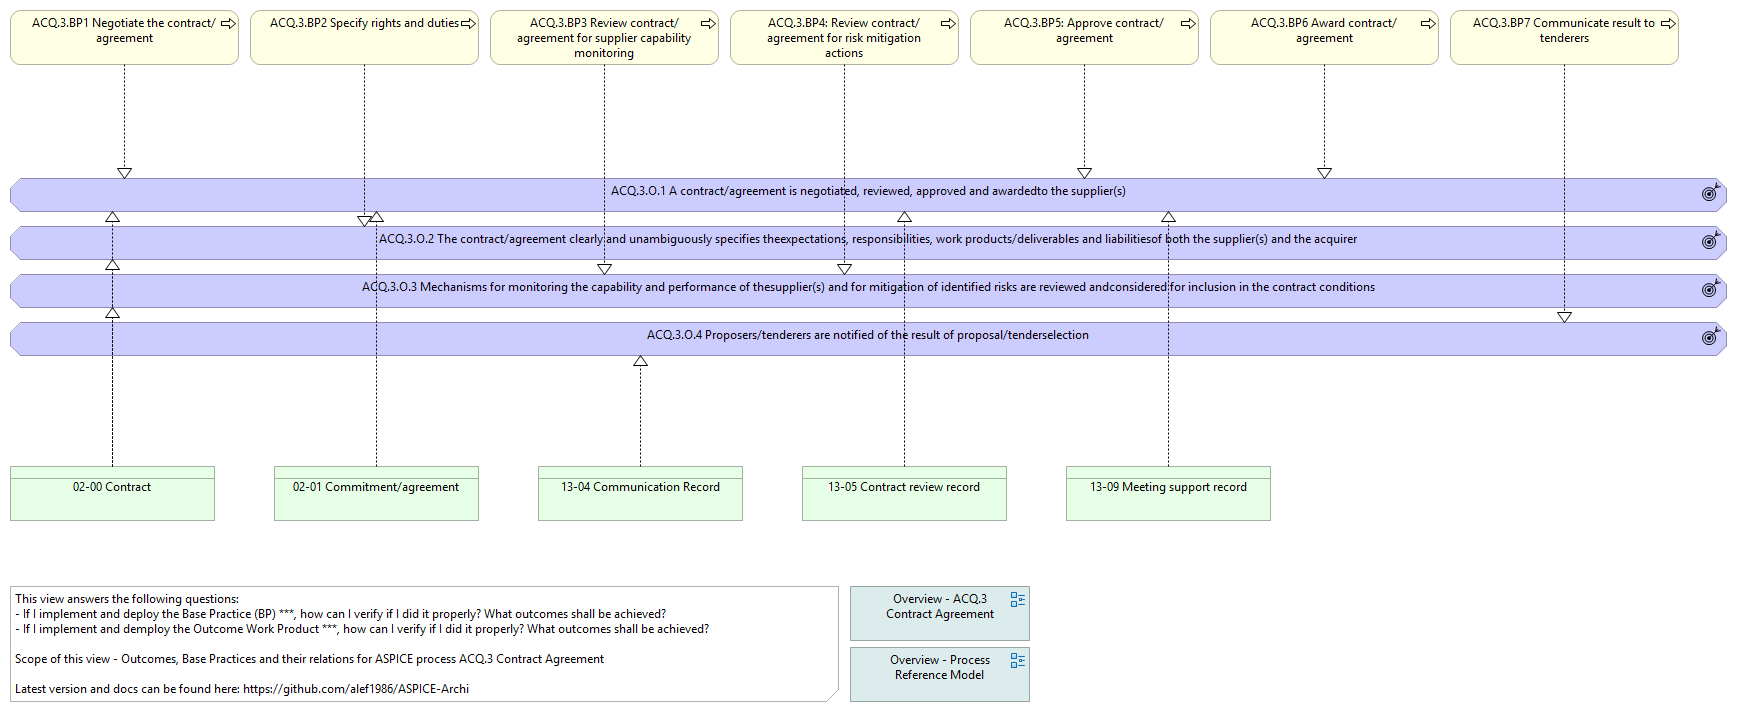 ACQ.3.BP1 Negotiate the contract/
agreement
ACQ.3.BP2 Specify rights and duties
ACQ.3.BP3 Review contract/
agreement for supplier capability
monitoring
ACQ.3.BP4: Review contract/
agreement for risk mitigation
actions
ACQ.3.BP5: Approve contract/
agreement
ACQ.3.BP6 Award contract/
agreement
ACQ.3.BP7 Communicate result to
tenderers
ACQ.3.O.1 A contract/agreement is negotiated, reviewed, approved and awardedto the supplier(s)
ACQ.3.O.2 The contract/agreement clearly and unambiguously specifies theexpectations, responsibilities, work products/deliverables and liabilitiesof both the supplier(s) and the acquirer
ACQ.3.O.3 Mechanisms for monitoring the capability and performance of thesupplier(s) and for mitigation of identified risks are reviewed andconsidered for inclusion in the contract conditions
ACQ.3.O.4 Proposers/tenderers are notified of the result of proposal/tenderselection
02-00 Contract
02-01 Commitment/agreement
13-04 Communication Record
13-05 Contract review record
13-09 Meeting support record
This view answers the following questions:
- If I implement and deploy the Base Practice (BP) ***, how can I verify if I did it properly? What outcomes shall be achieved?
- If I implement and demploy the Outcome Work Product ***, how can I verify if I did it properly? What outcomes shall be achieved?
Scope of this view - Outcomes, Base Practices and their relations for ASPICE process ACQ.3 Contract Agreement
Latest version and docs can be found here: https://github.com/alef1986/ASPICE-Archi
Overview - ACQ.3
Contract Agreement
Overview - Process
Reference Model